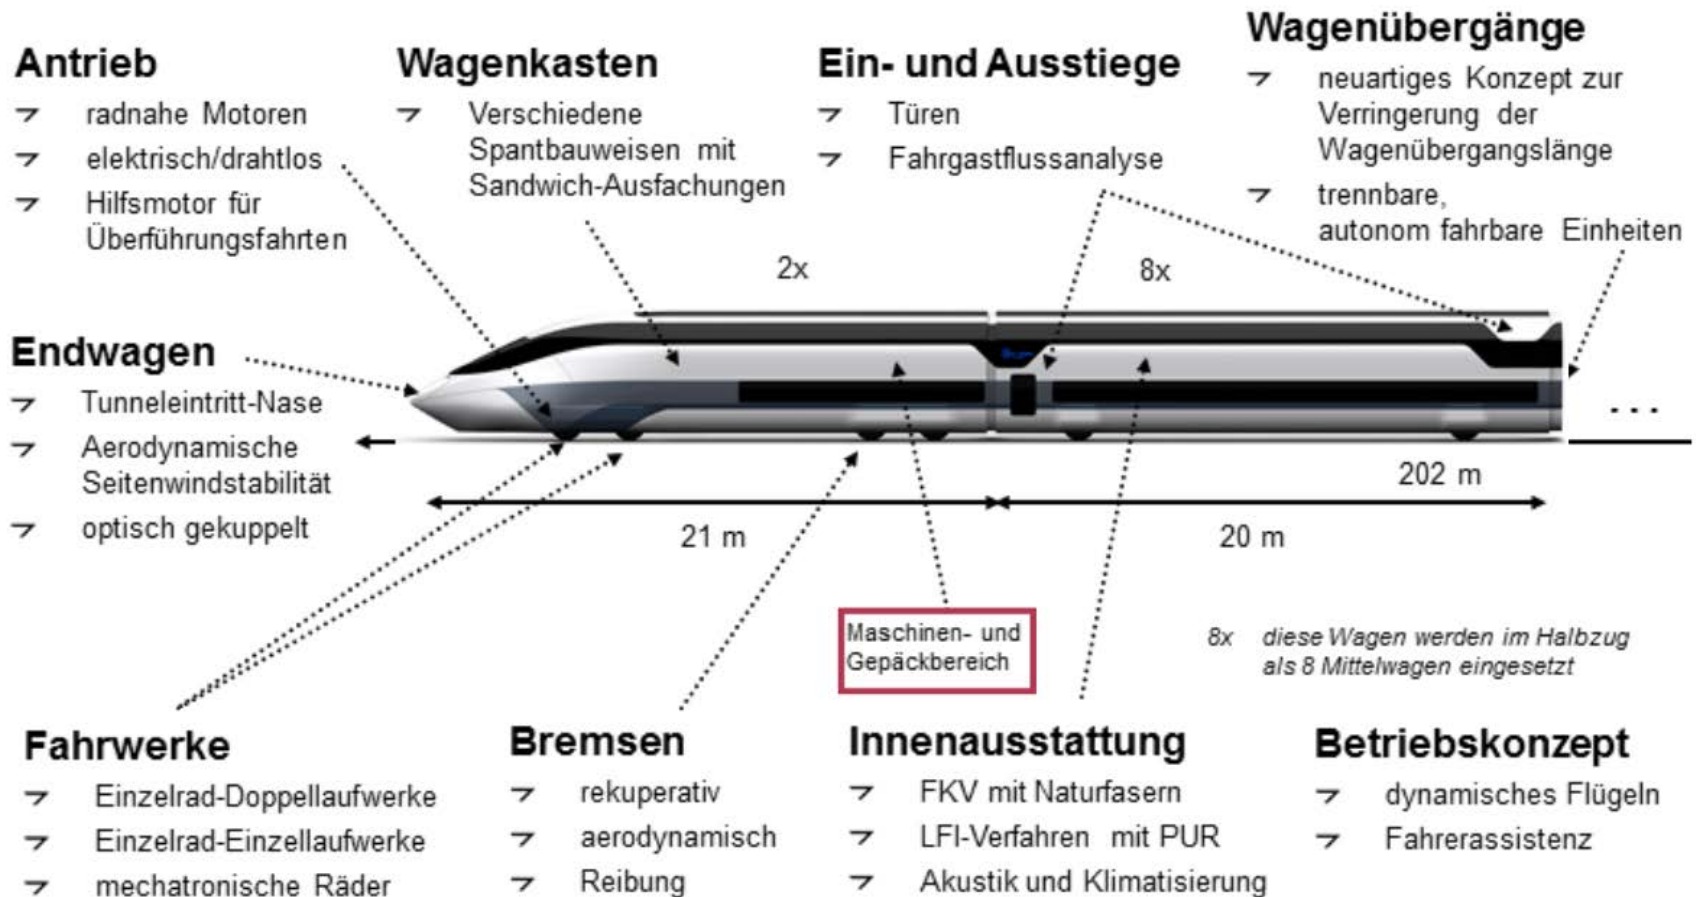 Antrieb
radnahe Motoren
elektrisch/drahtlos
Hilfsmotor für
Überführungsfahrten
Wagenkasten
Verschiedene
Spantbauweisen mit
Sandwich-Ausfachungen
Ein- und Ausstiege
Türen
Fahrgastflussanalyse
Wagenübergänge
neuartiges Konzept zur
Verringerung der
Wagenübergangslänge
trennbare,
autonom fahrbare Einheiten
2x
8x
Endwagen
Tunneleintritt-Nase
Aerodynamische
Seitenwindstabilität
optisch gekuppelt
...
202 m
21 m
20 m
Maschinen- und
Gepäckbereich
8x diese Wagen werden im Halbzug
als 8 Mittelwagen eingesetzt
Fahrwerke
Einzelrad-Doppellaufwerke
Einzelrad-Einzellaufwerke
mechatronische Räder
Bremsen
rekuperativ
aerodynamisch
Reibung
Innenausstattung
FKV mit Naturfasern
LFI-Verfahren mit PUR
Akustik und Klimatisierung
Betriebskonzept
dynamisches Flügeln
Fahrerassistenz